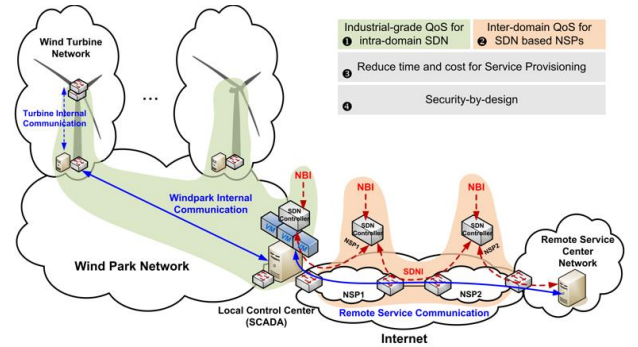 Wind Turbine
Network
Turbine Internal
Communication
...
Industrial-grade QoS for
❶ intra-domain SDN
Inter-domain QoS for
❷ SDN based NSPs
❸ Reduce time and cost for Service Provisioning
❹ Security-by-design
Windpark Internal
Communication
Wind Park Network
NBI
SDN
Controller
VM
VM
VM
Local Control Center
(SCADA)
NBI
SDN
Controller
NSP1
NBI
SDN
Controller
NSP2
SDNI
NSP1
NSP2
Remote Service Communication
Internet
Remote Service
Center
Network